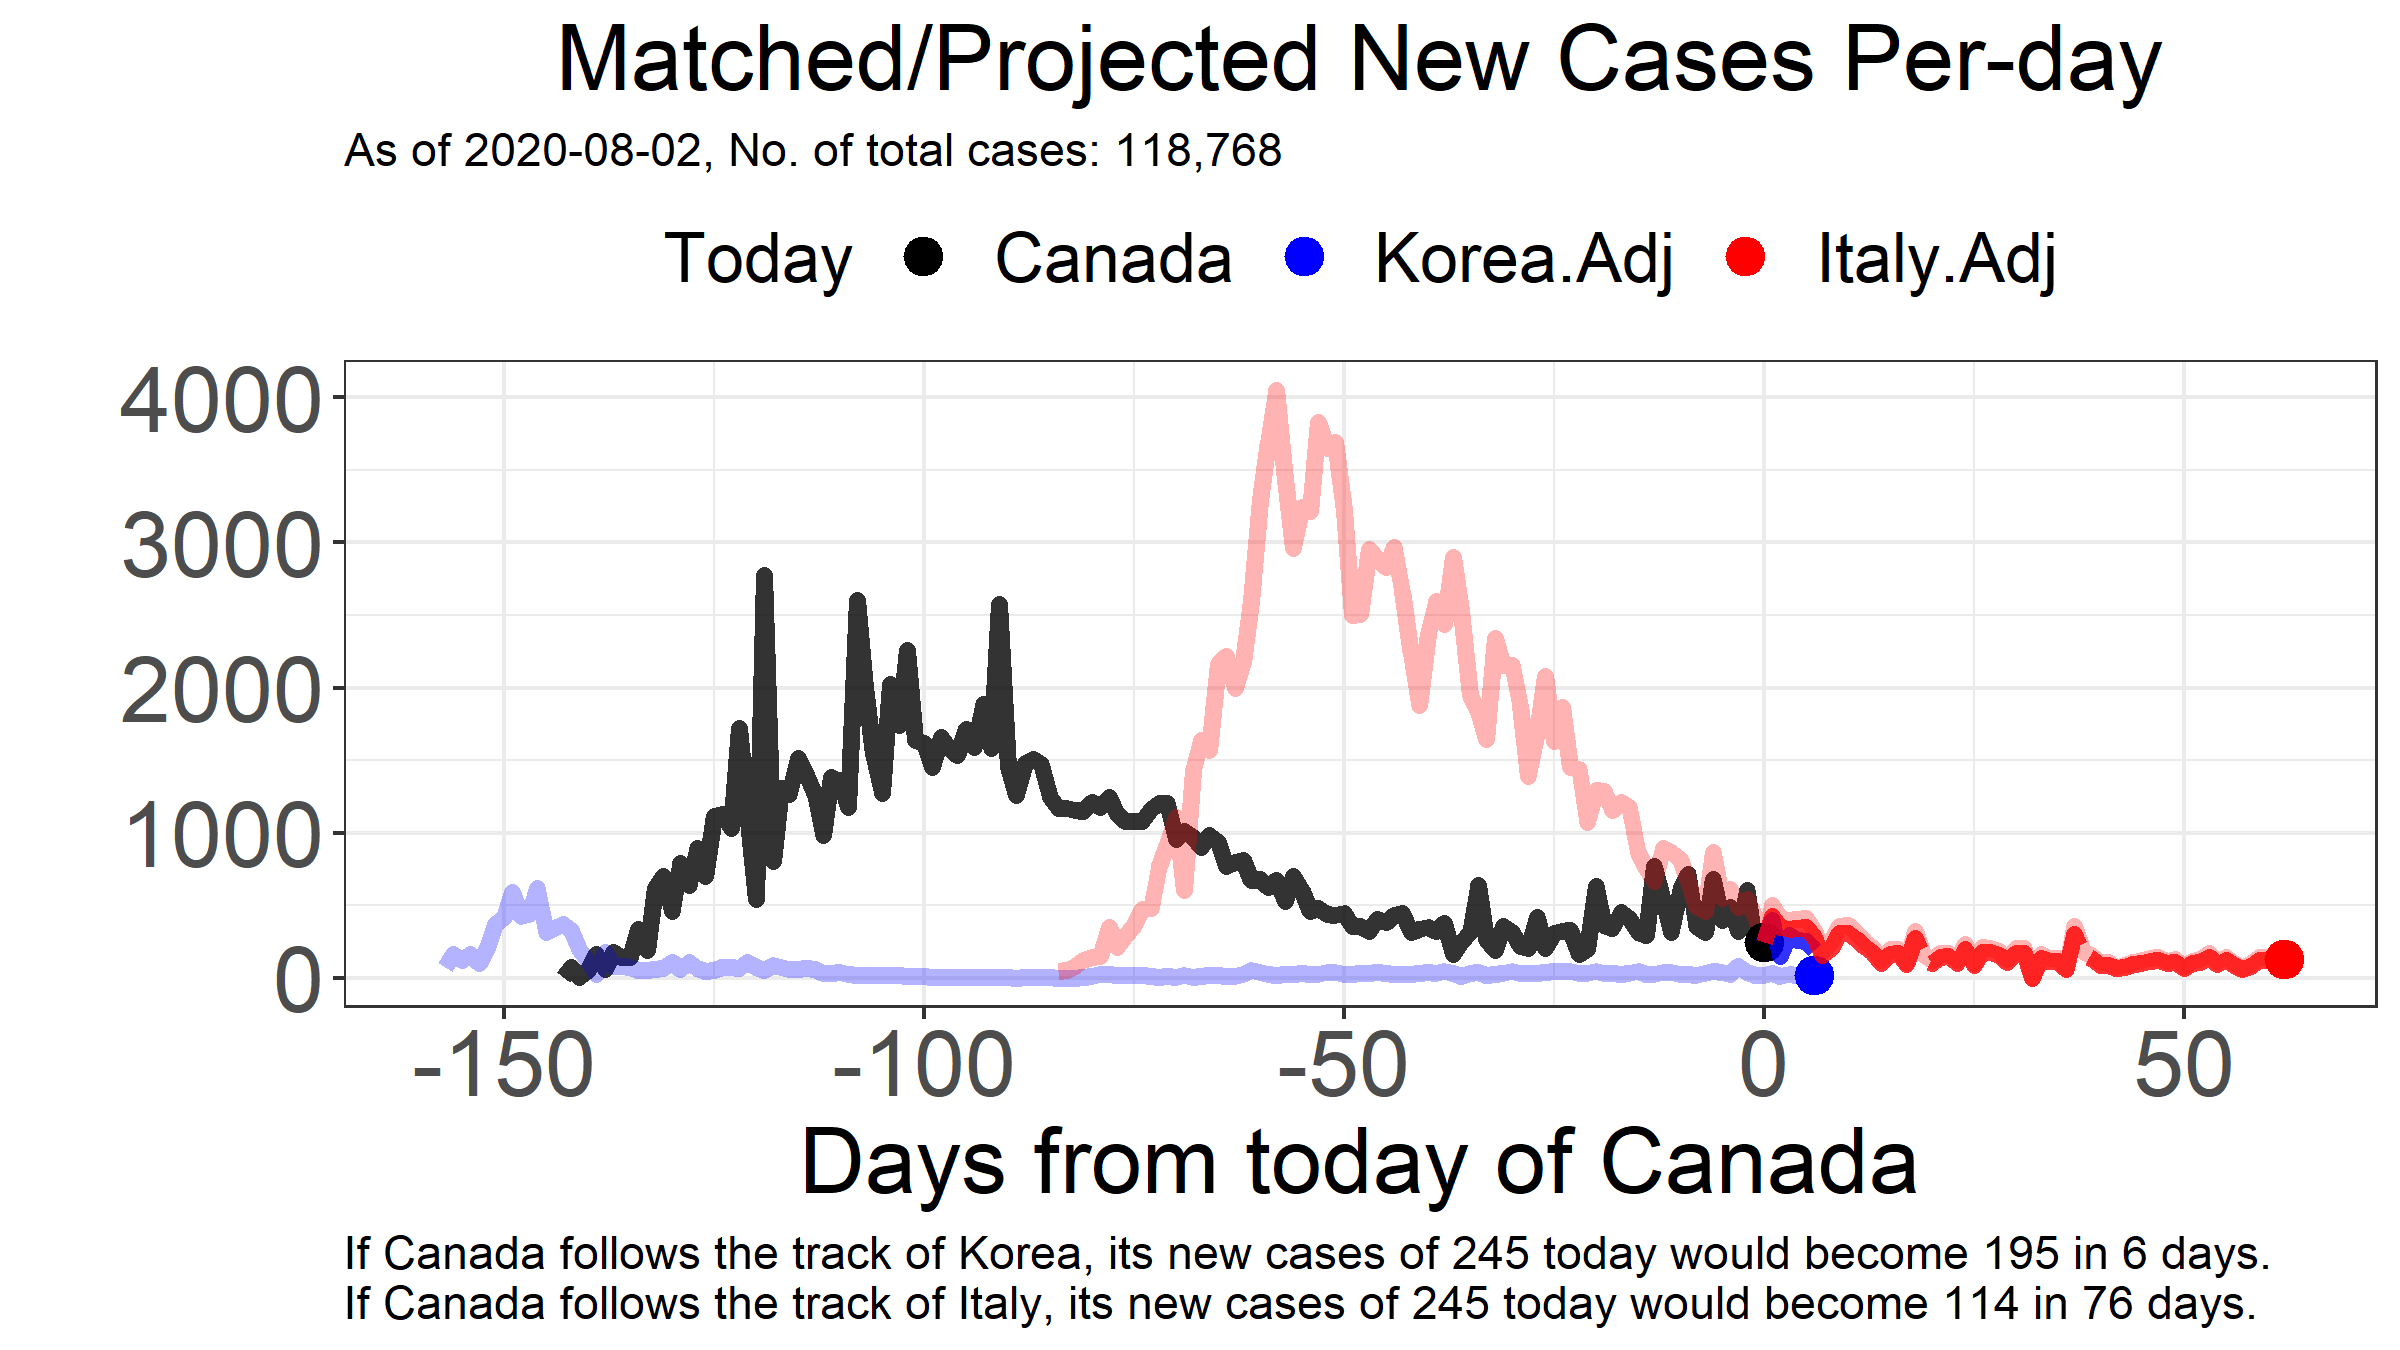 Matched/Projected New Cases Per-day
As of 2020-08-02, No. of total cases: 118,768
Today Canada Korea.Adj Italy.Adj
4000
3000
2000
1000
0
-150 -100 -50 0 50
Days from today of Canada
If Canada follows the track of Korea, its new cases of 245 today would become 195 in 6 days.
If Canada follows the track of Italy, its new cases of 245 today would become 114 in 76 days.